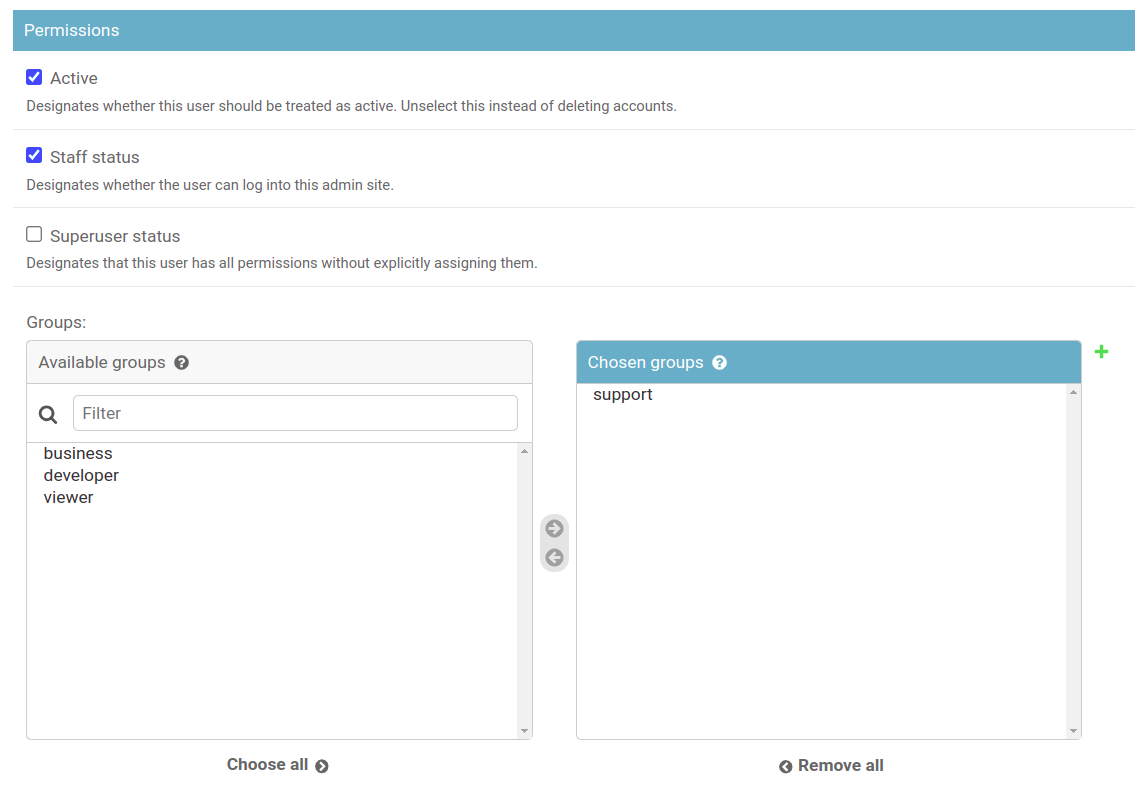 Permissions
Active
Designates whether this user should be treated as active. Unselect this instead of deleting accounts.
Staff status
Designates whether the user can log into this admin site.
Superuser status
Designates that this user has all permissions without explicitly assigning them.
Groups:
Available groups ?
Filter
business
developer
viewer
Choose all
Chosen groups ?
support
Remove all